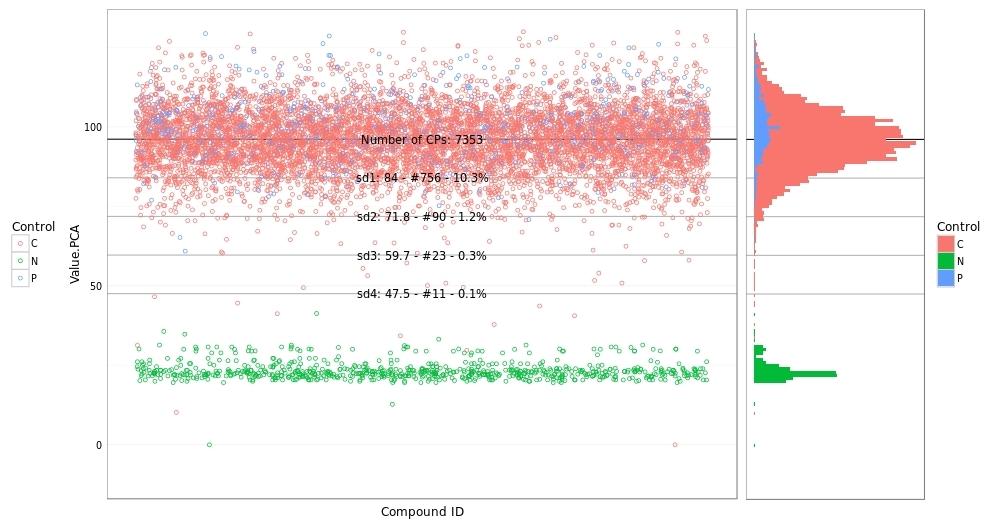 Control
C
N
P
Value.PCA
100
50
0
Number of CPs: 7353
sd1: 84 - #756 - 10.3%
sd2: 71.8 - #90 - 1.2%
sd3: 59.7 - #23 - 0.3%
sd4: 47.5 - #11 - 0.1%
Compound ID
Control
C
N
P